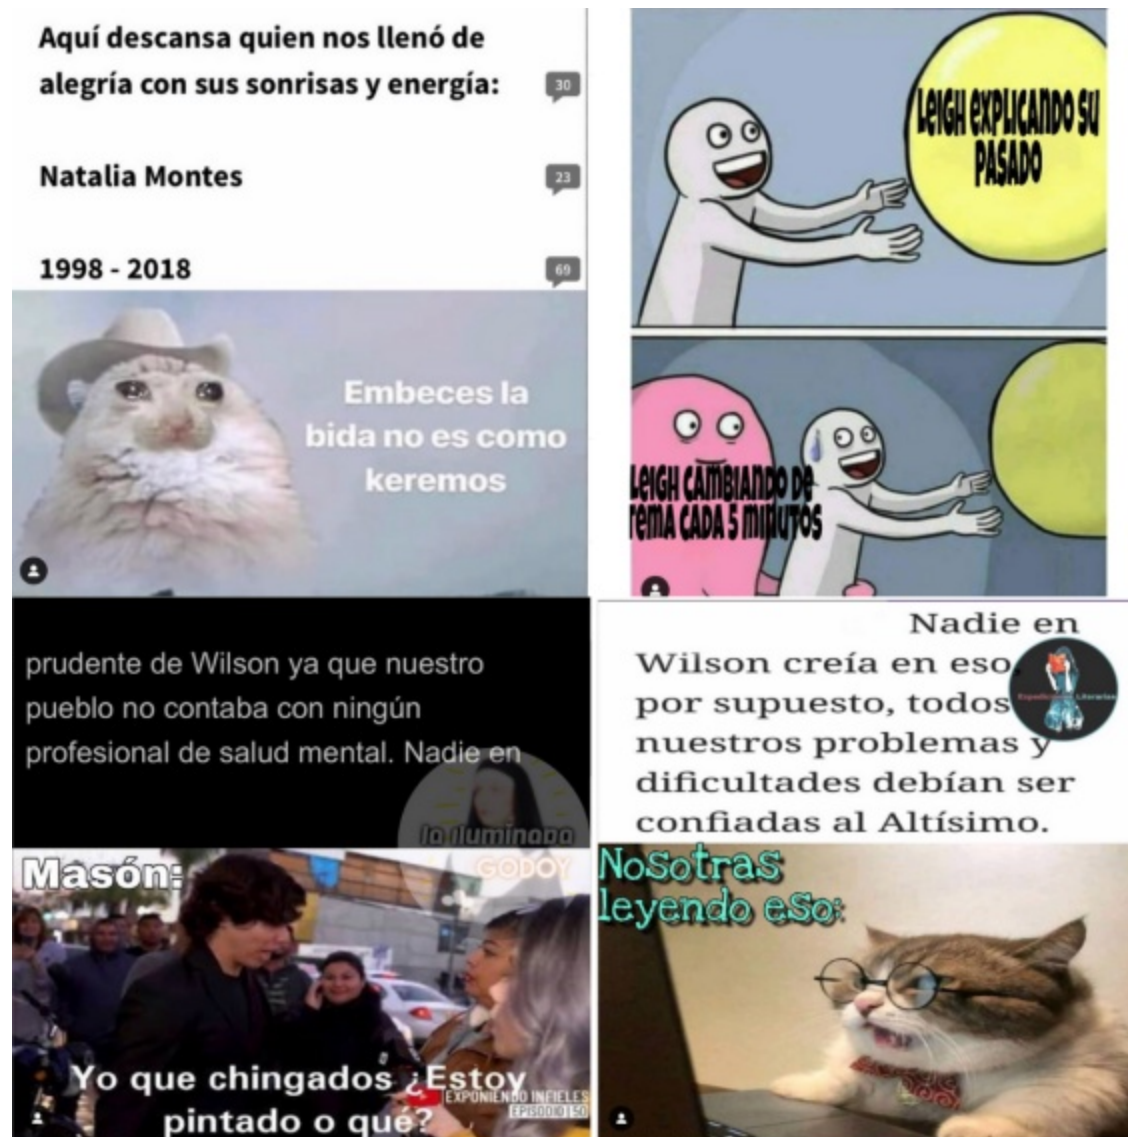 Aquí descansa quien nos llenó de
alegría con sus sonrisas y energía:
30
Natalia Montes
23
1998 - 2018
69
Embeces la
bida no es como
keremos
LEIGH EXPLICANDO SU
PASADO
LEIGH CAMBIANDO DE
TEMA CADA 5 MINUTOS
prudente de Wilson ya que nuestro
pueblo no contaba con ningún
profesional de salud mental. Nadie en
la iluminada
GODOY
Masón:
Yo que chingados ¿Estoy
pintado o qué?
EXPONIENDO INFIELES
EPISODIO 50
Nadie en
Wilson creía en eso,
por supuesto, todos
nuestros problemas y
dificultades debían ser
confiadas al Altísimo.
Nosotras
leyendo eso: